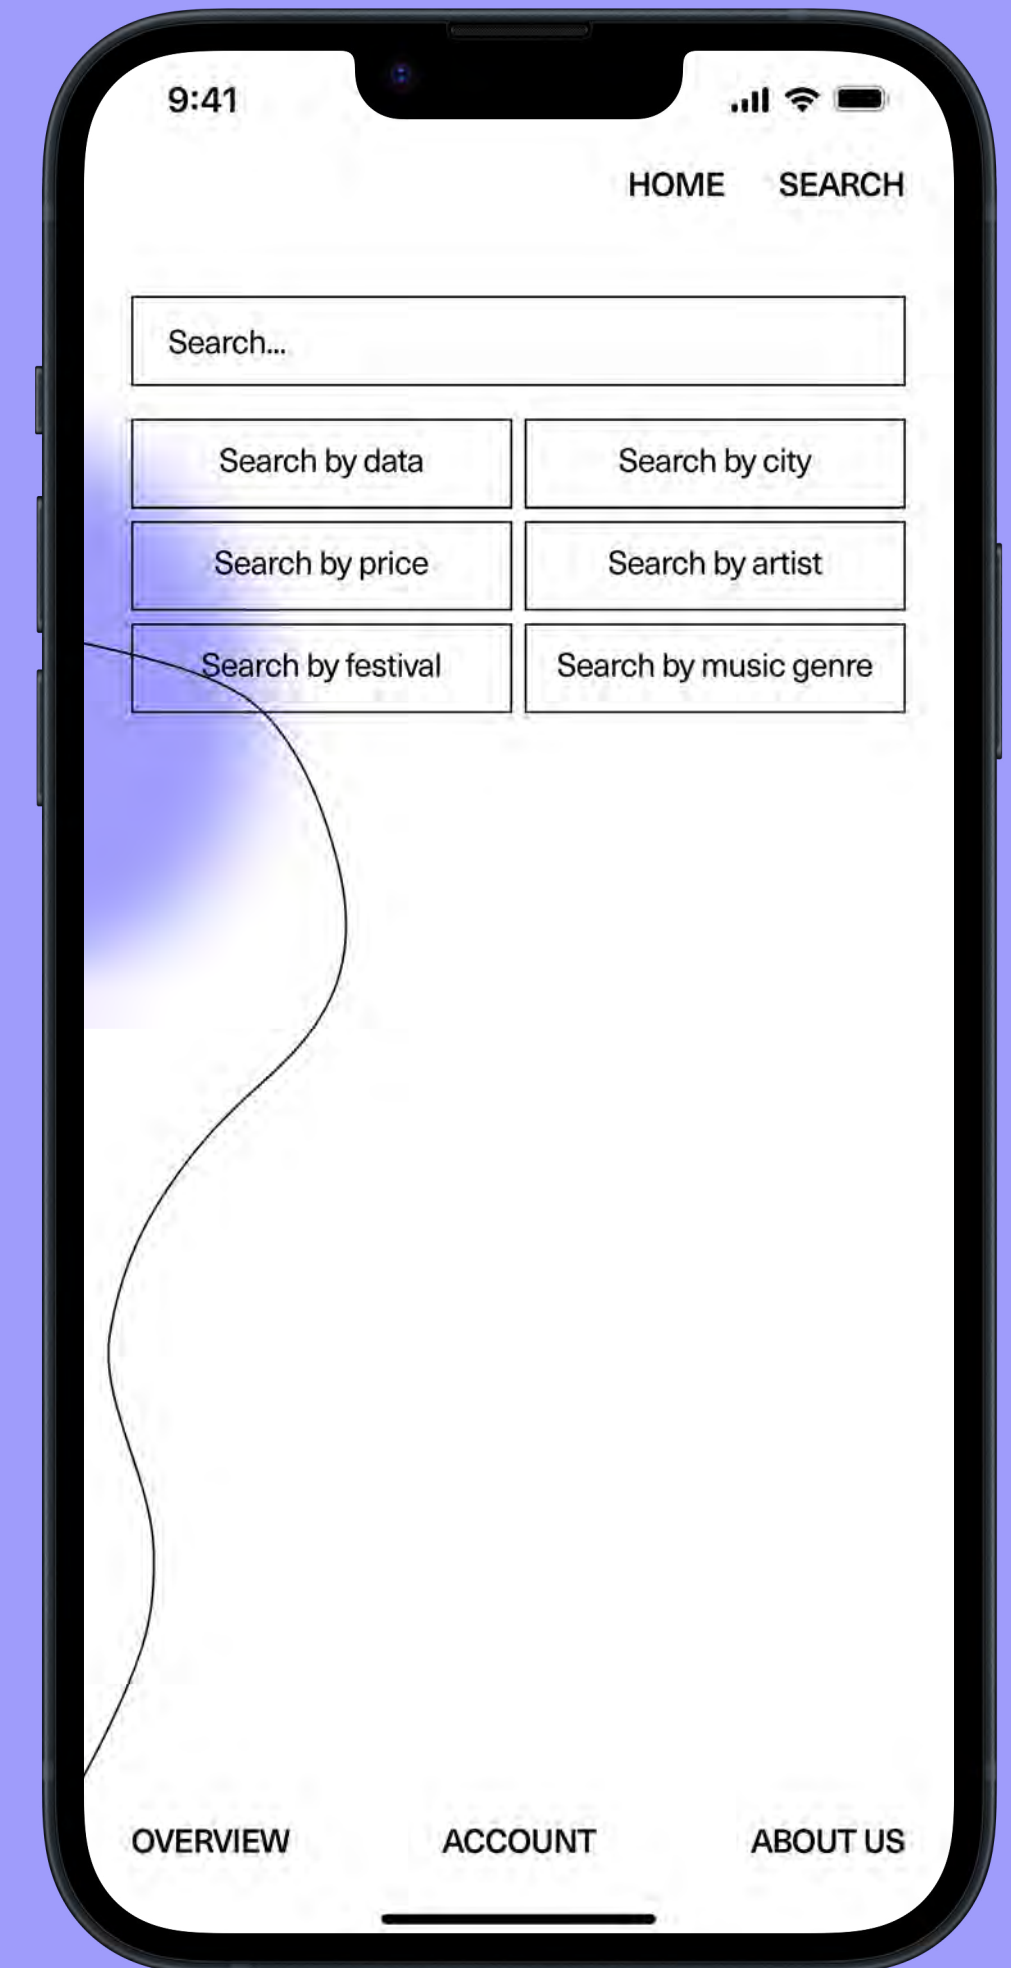 9:41
HOME SEARCH
Search...
Search by data Search by city
Search by price Search by artist
Search by festival Search by music genre
OVERVIEW ACCOUNT ABOUT US